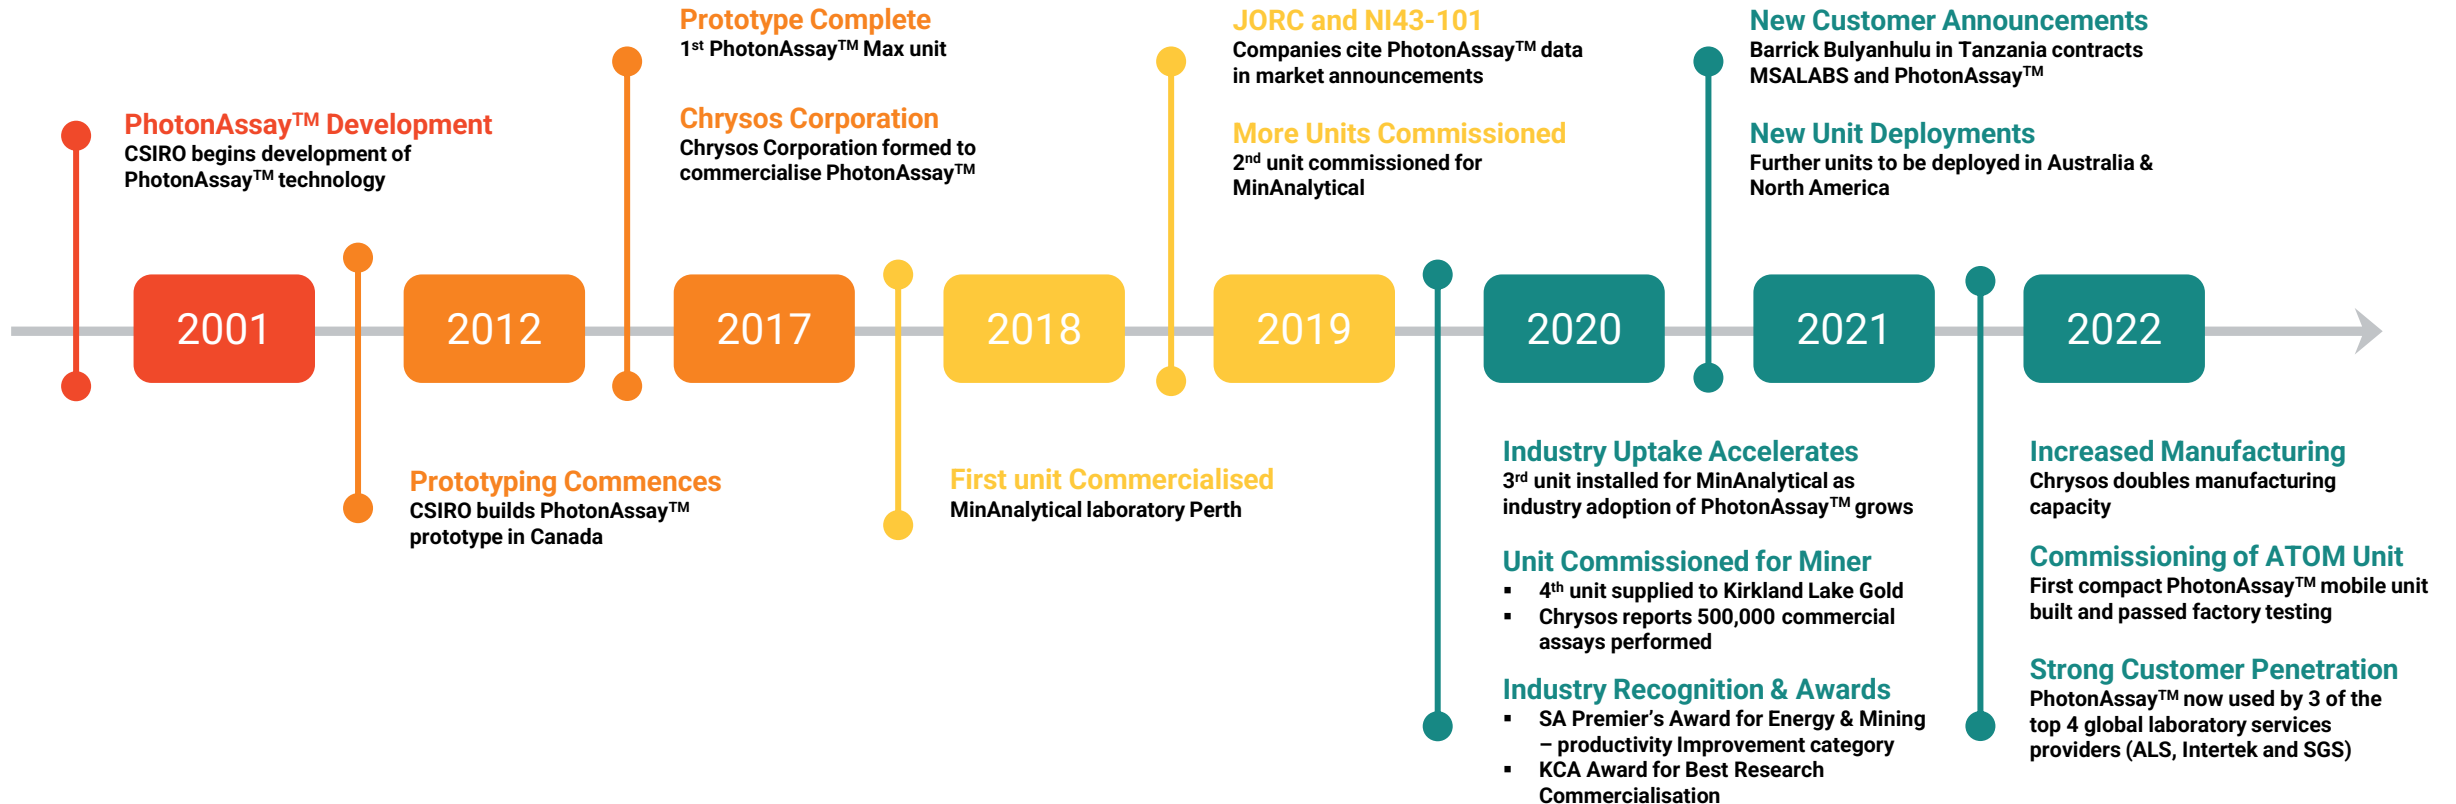 PhotonAssay™ Development
CSIRO begins development of
PhotonAssay™ technology
2001
2012
Prototyping Commences
CSIRO builds PhotonAssay™
prototype in Canada
Prototype Complete
1st PhotonAssay™ Max unit
Chrysos Corporation
Chrysos Corporation formed to
commercialise PhotonAssay™
2017
2018
First unit Commercialised
MinAnalytical laboratory Perth
JORC and NI43-101
Companies cite PhotonAssay™ data
in market announcements
More Units Commissioned
2nd unit commissioned for
MinAnalytical
2019
2020
Industry Uptake Accelerates
3rd unit installed for MinAnalytical as
industry adoption of PhotonAssay™ grows
Unit Commissioned for Miner
▪ 4th unit supplied to Kirkland Lake Gold
▪ Chrysos reports 500,000 commercial
assays performed
Industry Recognition & Awards
▪ SA Premier’s Award for Energy & Mining
– productivity Improvement category
▪ KCA Award for Best Research
Commercialisation
New Customer Announcements
Barrick Bulyanhulu in Tanzania contracts
MSALABS and PhotonAssay™
New Unit Deployments
Further units to be deployed in Australia &
North America
2021
2022
Increased Manufacturing
Chrysos doubles manufacturing
capacity
Commissioning of ATOM Unit
First compact PhotonAssay™ mobile unit
built and passed factory testing
Strong Customer Penetration
PhotonAssay™ now used by 3 of the
top 4 global laboratory services
providers (ALS, Intertek and SGS)